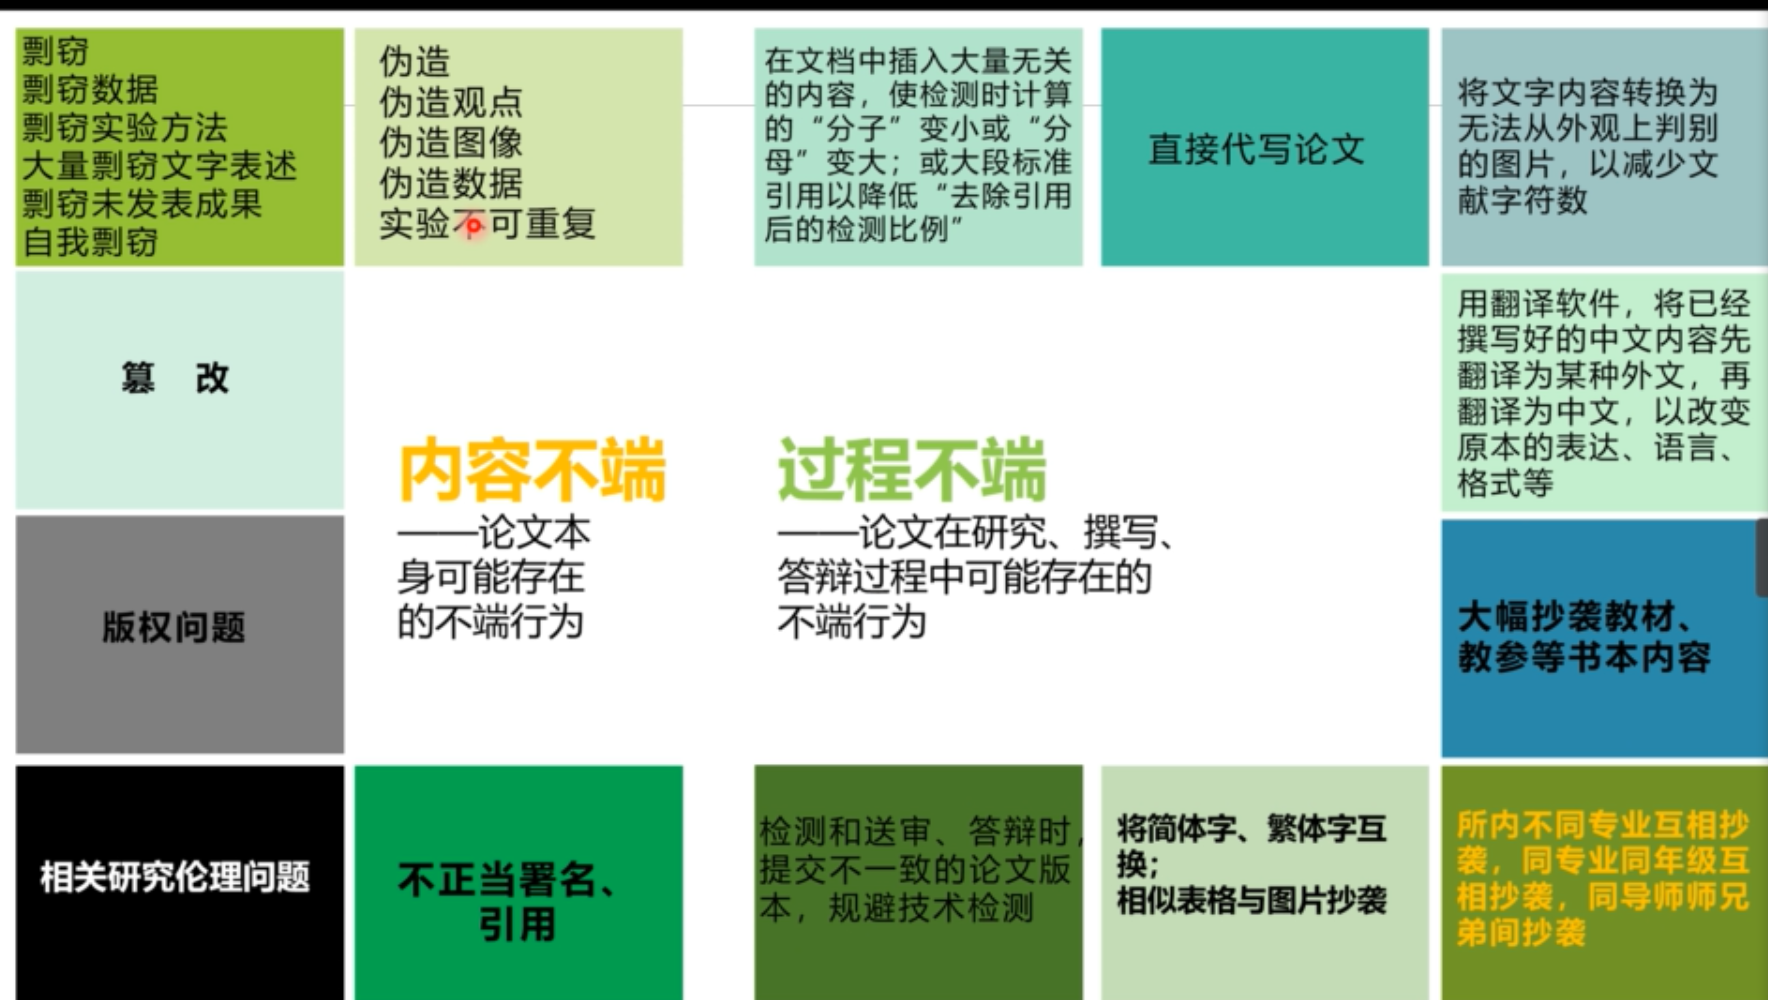 剽窃
剽窃数据
剽窃实验方法
大量剽窃文字表述
剽窃未发表成果
自我剽窃
伪造
伪造观点
伪造图像
伪造数据
实验不可重复
在文档中插入大量无关
的内容，使检测时计算
的“分子”变小或“分
母”变大；或大段标准
引用以降低“去除引用
后的检测比例”
直接代写论文
将文字内容转换为
无法从外观上判别
的图片，以减少文
献字符数
篡 改
用翻译软件，将已经
撰写好的中文内容先
翻译为某种外文，再
翻译为中文，以改变
原本的表达、语言、
格式等
内容不端
——论文本
身可能存在
的不端行为
过程不端
——论文在研究、撰写、
答辩过程中可能存在的
不端行为
版权问题
大幅抄袭教材、
教参等书本内容
相关研究伦理问题
不正当署名、
引用
检测和送审、答辩时，
提交不一致的论文版
本，规避技术检测
将简体字、繁体字互
换；
相似表格与图片抄袭
所内不同专业互相抄
袭，同专业同年级互
相抄袭，同导师师兄
弟间抄袭